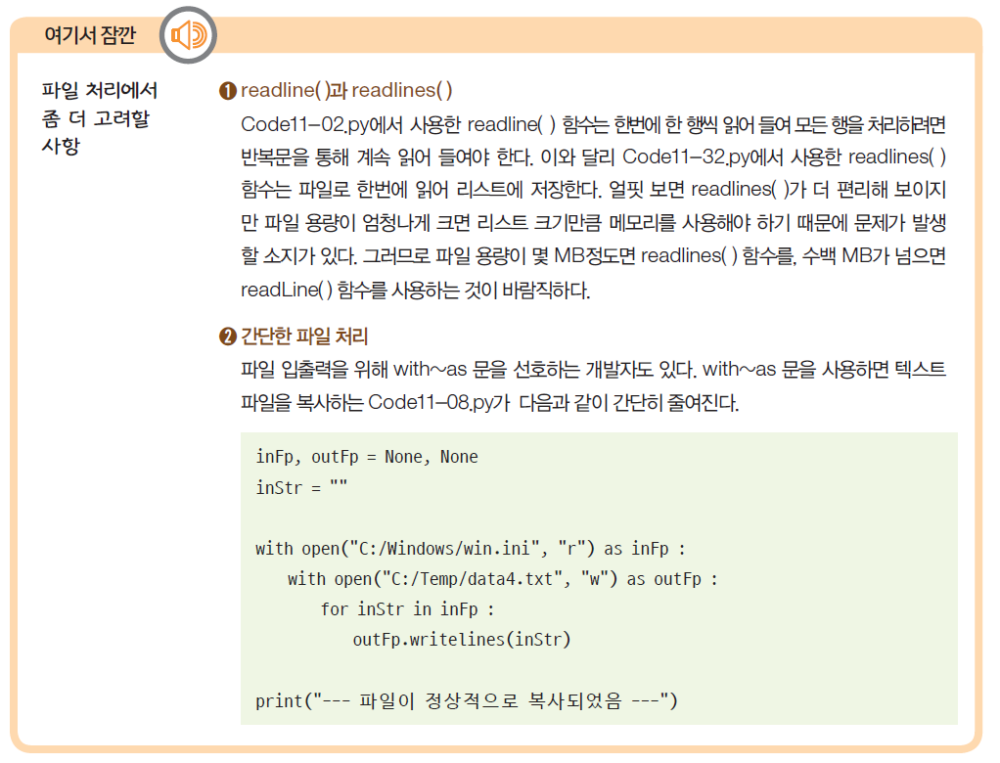 여기서 잠깐
파일 처리에서
좀 더 고려할
사항
❶ readline( )과 readlines( )
Code11-02.py에서 사용한 readline( ) 함수는 한번에 한 행씩 읽어 들여 모든 행을 처리하려면
반복문을 통해 계속 읽어 들여야 한다. 이와 달리 Code11-32.py에서 사용한 readlines( )
함수는 파일로 한번에 읽어 리스트에 저장한다. 얼핏 보면 readlines( )가 더 편리해 보이지
만 파일 용량이 엄청나게 크면 리스트 크기만큼 메모리를 사용해야 하기 때문에 문제가 발생
할 소지가 있다. 그러므로 파일 용량이 몇 MB정도면 readlines( ) 함수를, 수백 MB가 넘으면
readLine( ) 함수를 사용하는 것이 바람직하다.
❷ 간단한 파일 처리
파일 입출력을 위해 with~as 문을 선호하는 개발자도 있다. with~as 문을 사용하면 텍스트
파일을 복사하는 Code11-08.py가 다음과 같이 간단히 줄여진다.
inFp, outFp = None, None
inStr = ""
with open("C:/Windows/win.ini", "r") as inFp :
with open("C:/Temp/data4.txt", "w") as outFp :
for inStr in inFp :
outFp.writelines(inStr)
print("--- 파일이 정상적으로 복사되었음 ---")